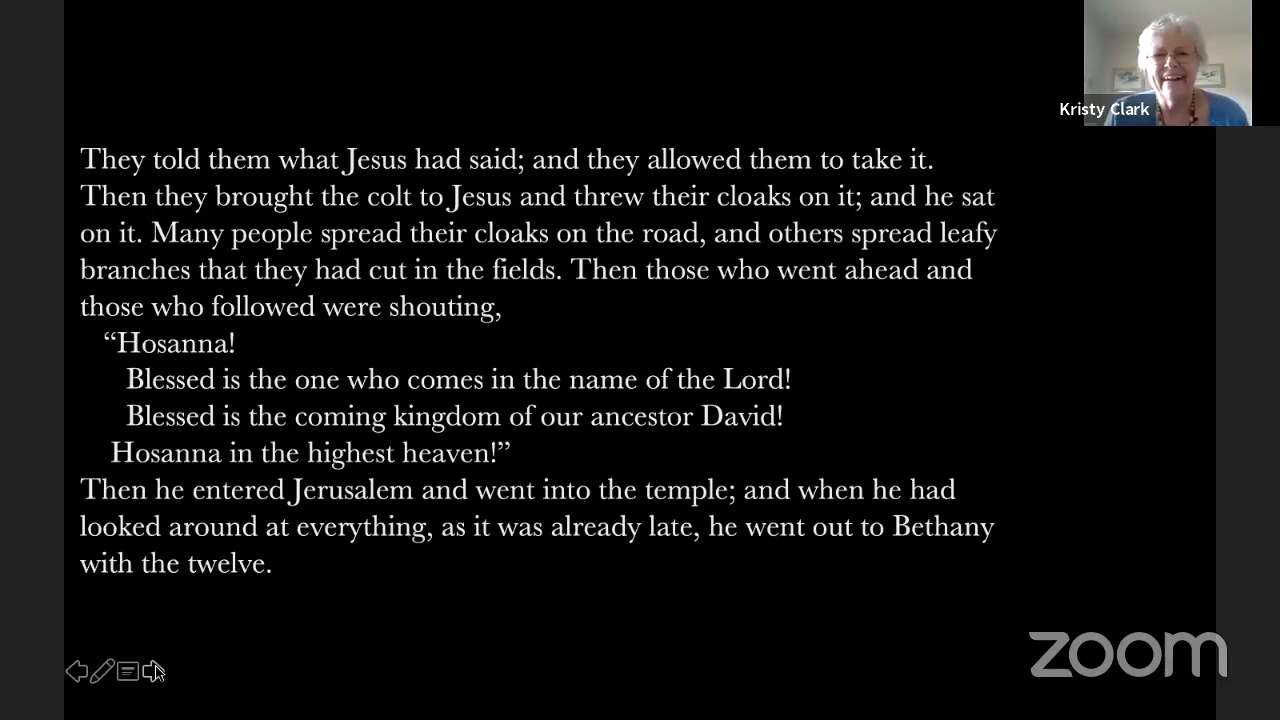 Kristy Clark
They told them what Jesus had said; and they allowed them to take it.
Then they brought the colt to Jesus and threw their cloaks on it; and he sat
on it. Many people spread their cloaks on the road, and others spread leafy
branches that they had cut in the fields. Then those who went ahead and
those who followed were shouting,
“Hosanna!
Blessed is the one who comes in the name of the Lord!
Blessed is the coming kingdom of our ancestor David!
Hosanna in the highest heaven!”
Then he entered Jerusalem and went into the temple; and when he had
looked around at everything, as it was already late, he went out to Bethany
with the twelve.
zoom